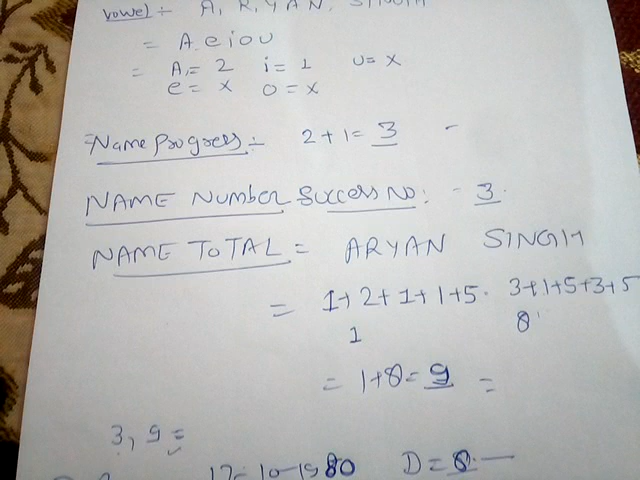 Vowel :- A, R, Y A N. SINGH
= A. e i o u
= A = 2 i = 1 u = x
e = x o = x
= Name Progress :- 2 + 1 = 3 -
NAME Number Success No: - 3.
NAME TOTAL = ARYAN SINGH
= 1 + 2 + 1 + 1 + 5. 3+1+5+3+5
1 8
= 1+8 = 9 =
3, 9 =
17-10-1980 D = 8. —